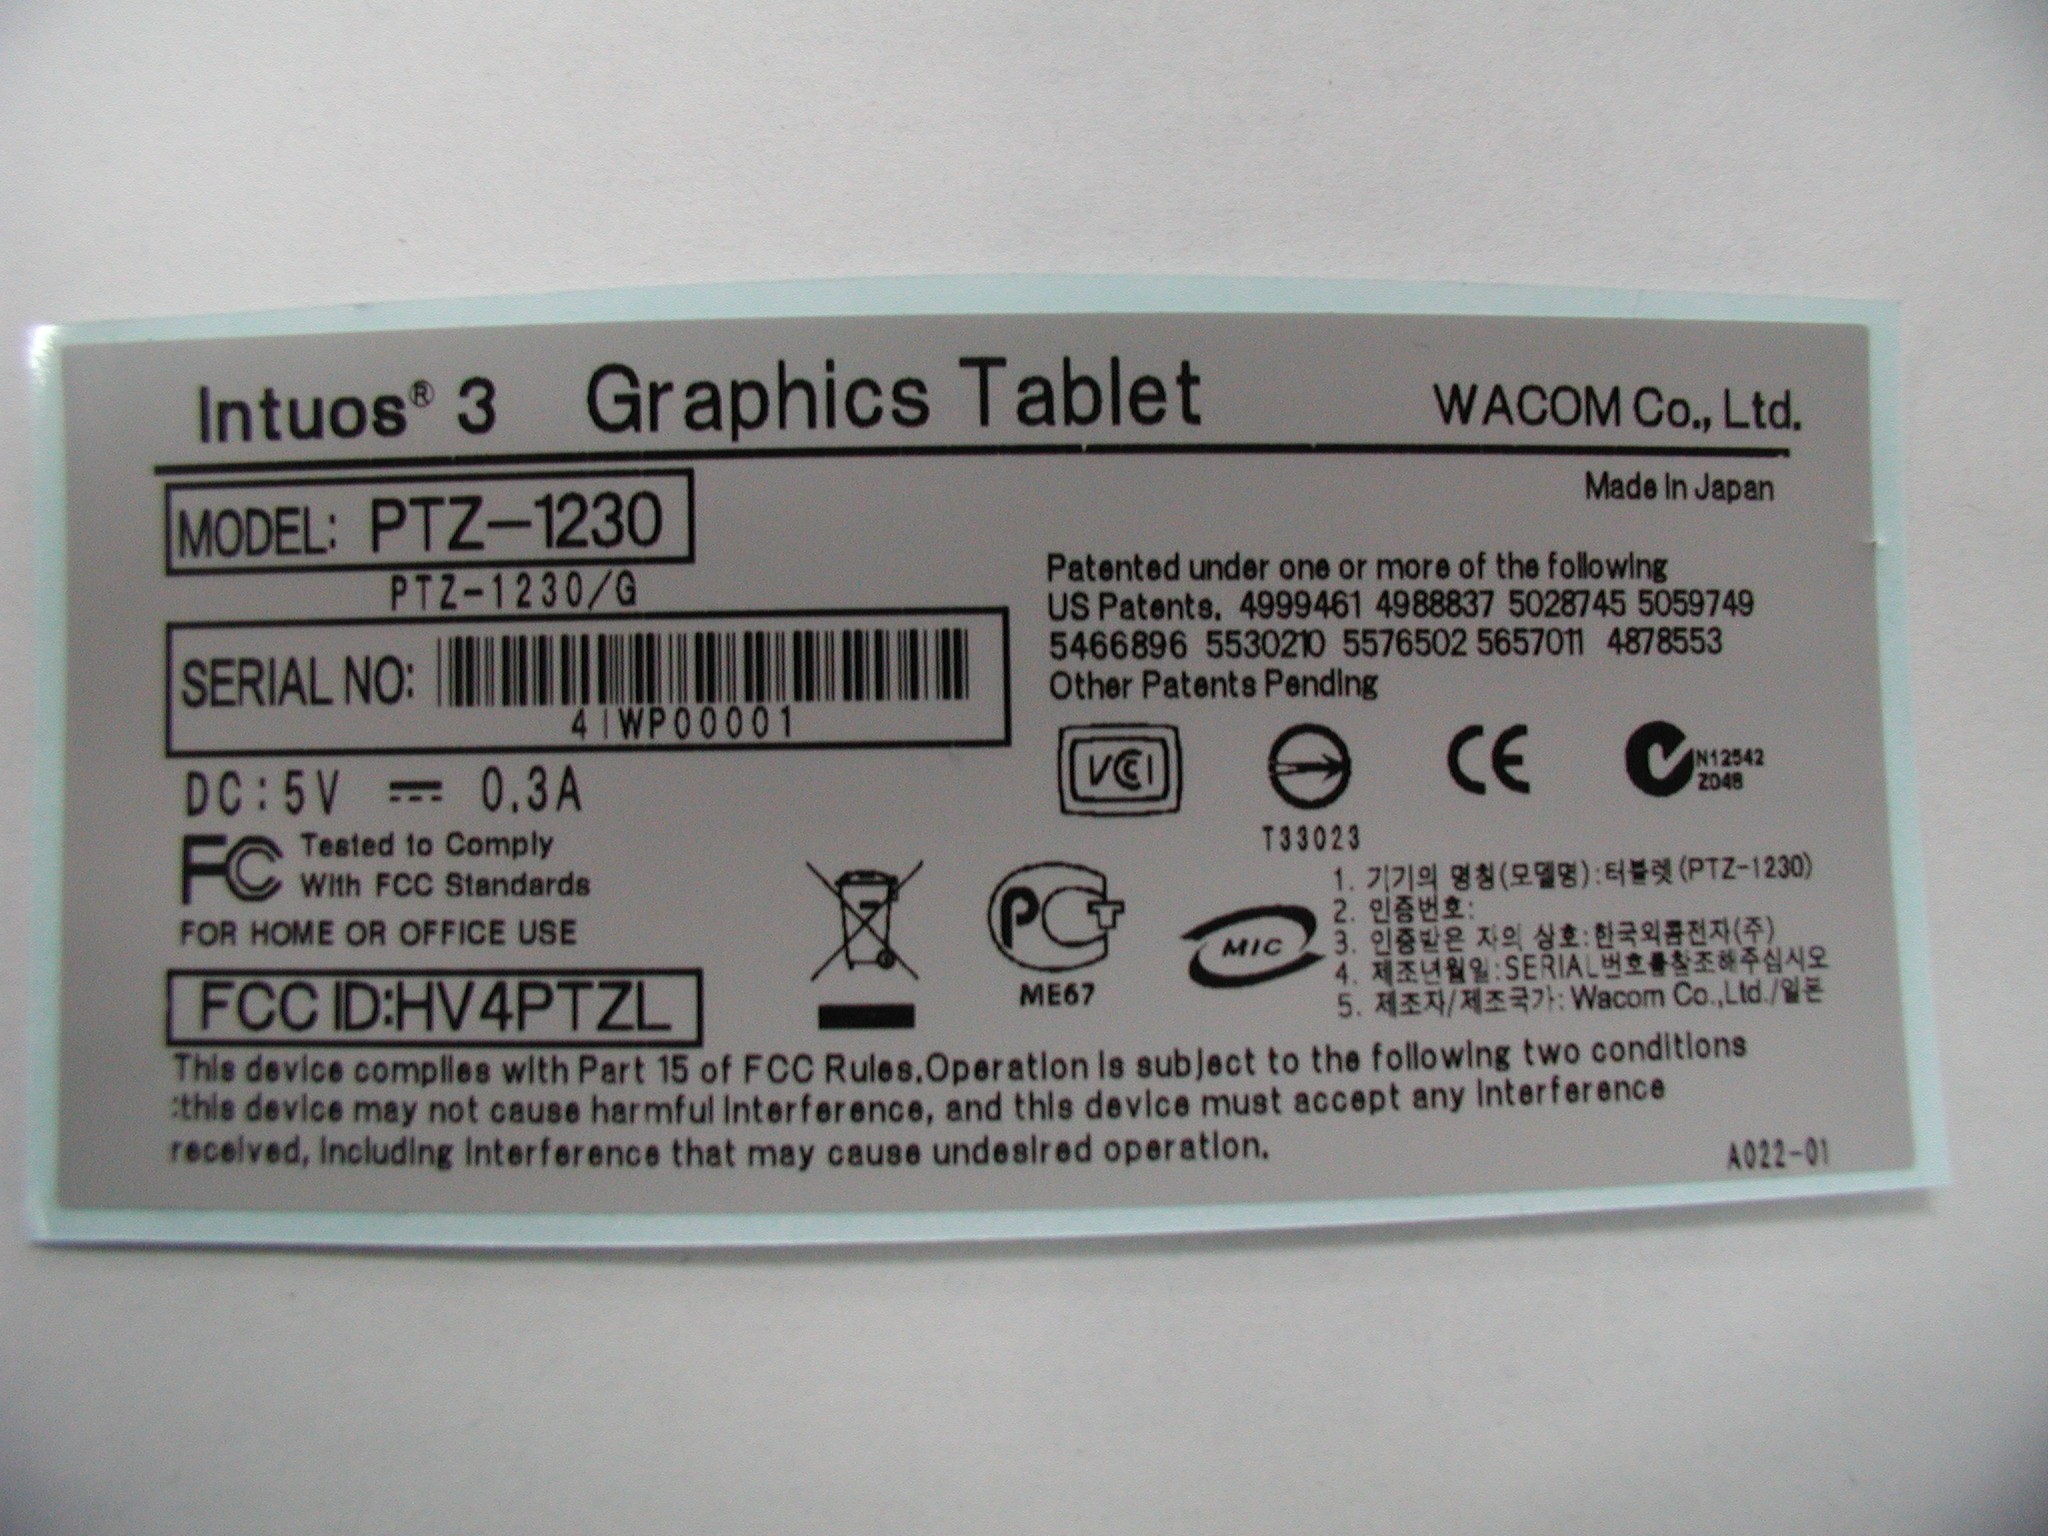 Intuos® 3 Graphics Tablet WACOM Co., Ltd.
Made in Japan
MODEL: PTZ-1230
PTZ-1230/G
SERIAL NO:
4IWP00001
DC:5V 0.3A
FC Tested to Comply
With FCC Standards
FOR HOME OR OFFICE USE
FCC ID:HV4PTZL
Patented under one or more of the following
US Patents. 4999461 4988837 5028745 5059749
5466896 5530210 5576502 5657011 4878553
Other Patents Pending
VCCI
T33023
CE
N12542
Z048
PCT
ME67
MIC
1. 기기의 명칭(모델명):터블렛(PTZ-1230)
2. 인증번호:
3. 인증받은 자의 상호:한국외콤전자(주)
4. 제조년월일:SERIAL번호를참조해주십시오
5. 제조자/제조국가: Wacom Co.,Ltd./일본
This device complies with Part 15 of FCC Rules.Operation is subject to the following two conditions
:this device may not cause harmful interference, and this device must accept any interference
received, including interference that may cause undesired operation.
A022-01